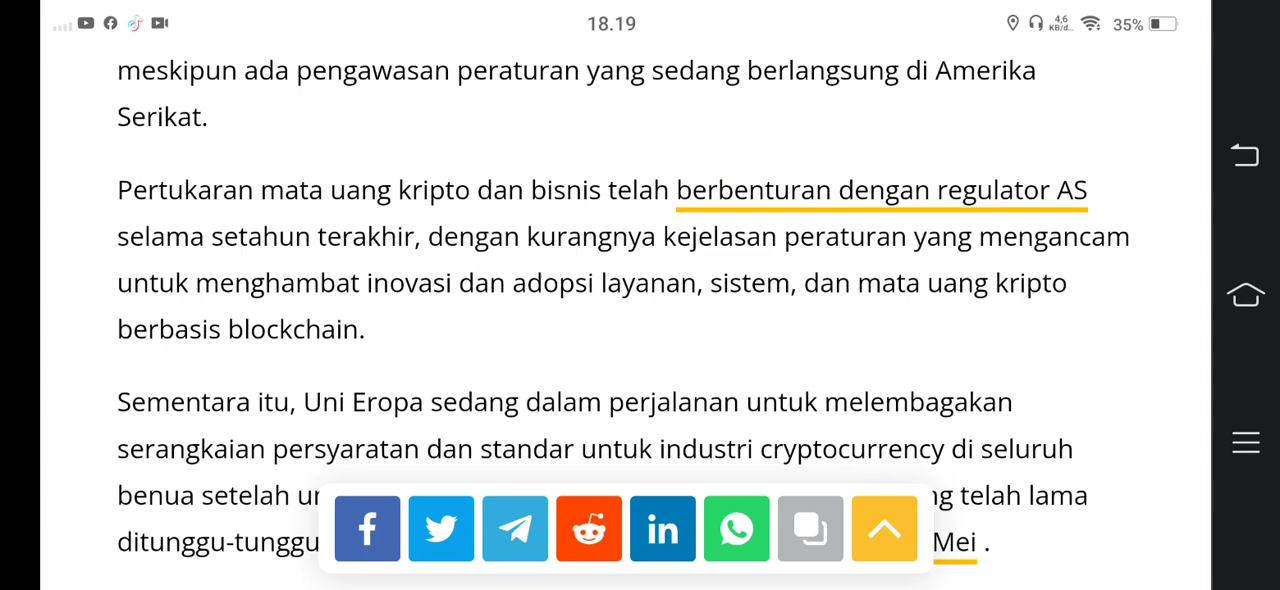 18.19
4,6
KB/d...
35%
meskipun ada pengawasan peraturan yang sedang berlangsung di Amerika
Serikat.
Pertukaran mata uang kripto dan bisnis telah berbenturan dengan regulator AS
selama setahun terakhir, dengan kurangnya kejelasan peraturan yang mengancam
untuk menghambat inovasi dan adopsi layanan, sistem, dan mata uang kripto
berbasis blockchain.
Sementara itu, Uni Eropa sedang dalam perjalanan untuk melembagakan
serangkaian persyaratan dan standar untuk industri cryptocurrency di seluruh
benua setelah telah lama
ditunggu-tunggu Mei .